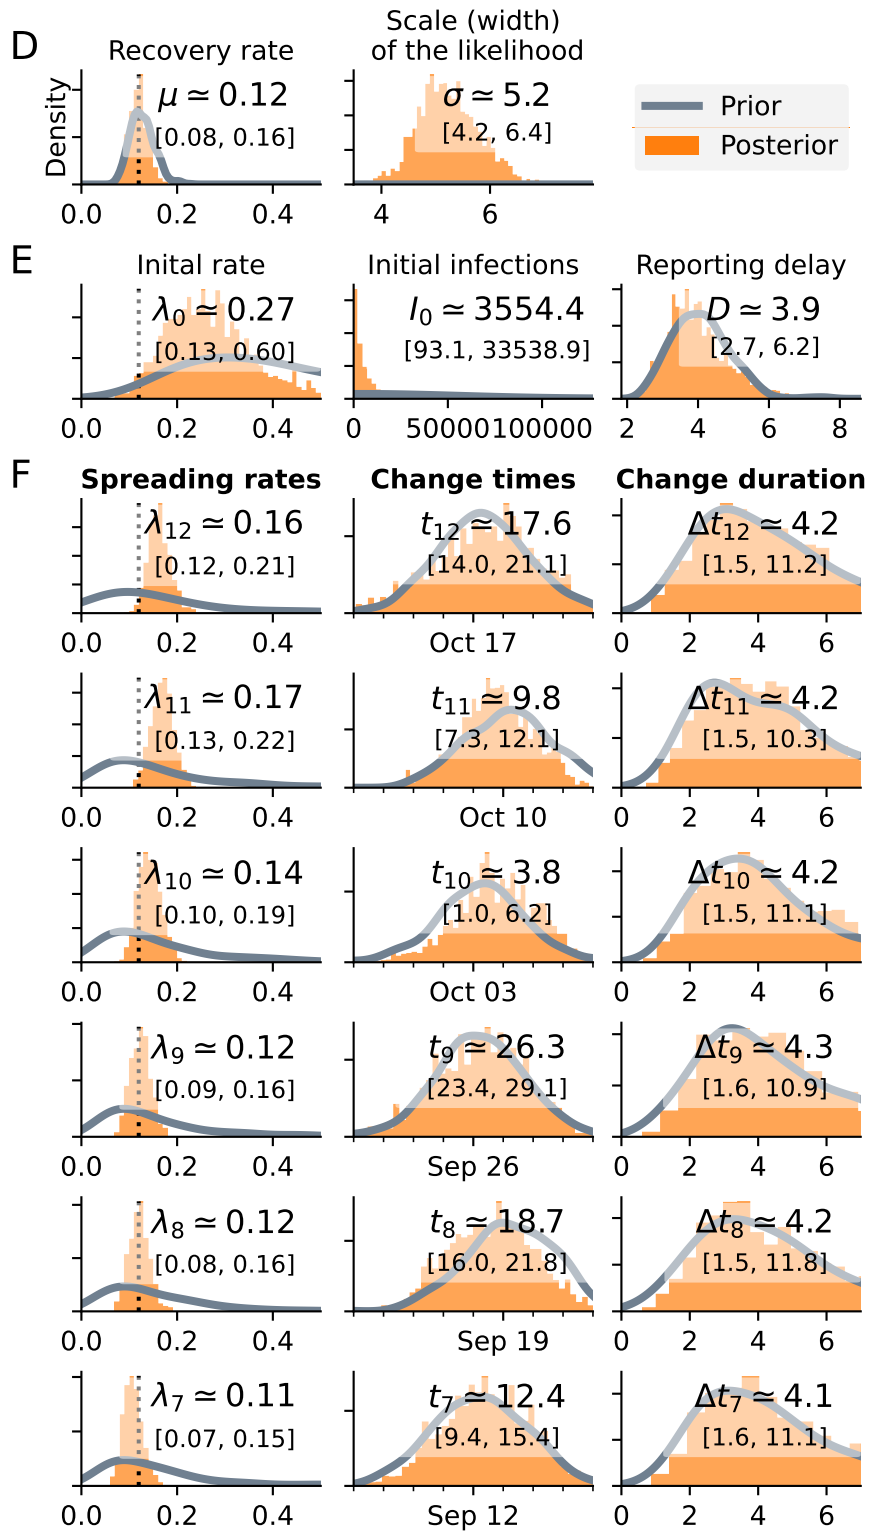 D
Recovery rate
Scale (width)
of the likelihood
Density
μ ≃ 0.12
[0.08, 0.16]
σ ≃ 5.2
[4.2, 6.4]
Prior
Posterior
0.0 0.2 0.4
4 6
E
Inital rate
Initial infections
Reporting delay
λ0 ≃ 0.27
[0.13, 0.60]
I0 ≃ 3554.4
[93.1, 33538.9]
D ≃ 3.9
[2.7, 6.2]
0.0 0.2 0.4
0 50000 100000
2 4 6 8
F
Spreading rates
Change times
Change duration
λ12 ≃ 0.16
[0.12, 0.21]
t12 ≃ 17.6
[14.0, 21.1]
Δt12 ≃ 4.2
[1.5, 11.2]
0.0 0.2 0.4
Oct 17
0 2 4 6
λ11 ≃ 0.17
[0.13, 0.22]
t11 ≃ 9.8
[7.3, 12.1]
Δt11 ≃ 4.2
[1.5, 10.3]
0.0 0.2 0.4
Oct 10
0 2 4 6
λ10 ≃ 0.14
[0.10, 0.19]
t10 ≃ 3.8
[1.0, 6.2]
Δt10 ≃ 4.2
[1.5, 11.1]
0.0 0.2 0.4
Oct 03
0 2 4 6
λ9 ≃ 0.12
[0.09, 0.16]
t9 ≃ 26.3
[23.4, 29.1]
Δt9 ≃ 4.3
[1.6, 10.9]
0.0 0.2 0.4
Sep 26
0 2 4 6
λ8 ≃ 0.12
[0.08, 0.16]
t8 ≃ 18.7
[16.0, 21.8]
Δt8 ≃ 4.2
[1.5, 11.8]
0.0 0.2 0.4
Sep 19
0 2 4 6
λ7 ≃ 0.11
[0.07, 0.15]
t7 ≃ 12.4
[9.4, 15.4]
Δt7 ≃ 4.1
[1.6, 11.1]
0.0 0.2 0.4
Sep 12
0 2 4 6